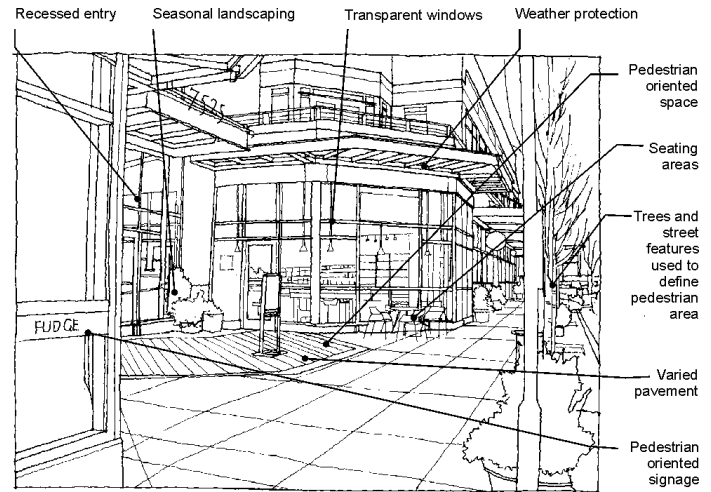 Recessed entry
Seasonal landscaping
Transparent windows
Weather protection
Pedestrian
oriented
space
Seating
areas
Trees and
street
features
used to
define
pedestrian
area
Varied
pavement
Pedestrian
oriented
signage
7525
FUDGE